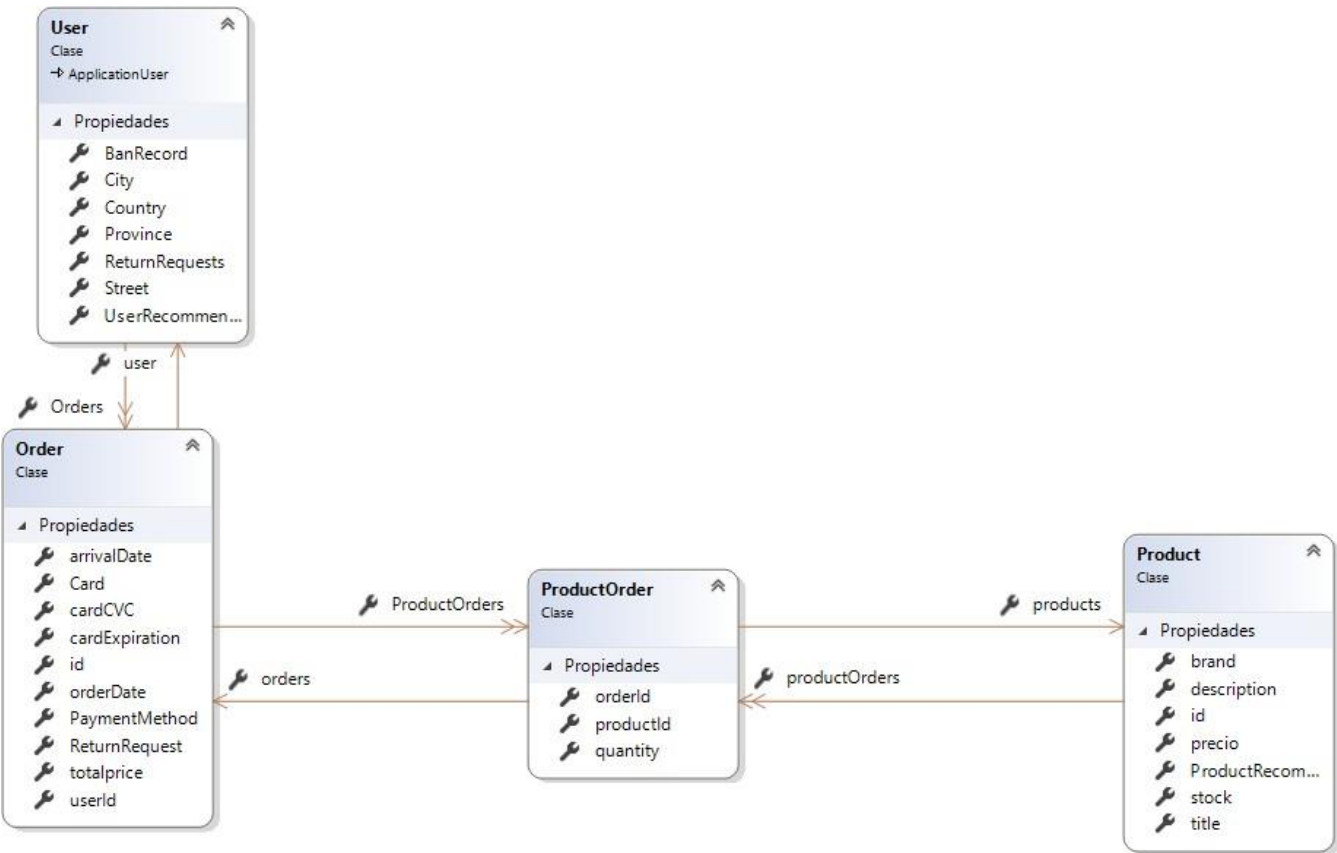 User
Clase
ApplicationUser
Propiedades
BanRecord
City
Country
Province
ReturnRequests
Street
UserRecommen...
user
Orders
Order
Clase
Propiedades
arrivalDate
Card
cardCVC
cardExpiration
id
orderDate
PaymentMethod
ReturnRequest
totalprice
userId
ProductOrders
orders
ProductOrder
Clase
Propiedades
orderId
productId
quantity
products
productOrders
Product
Clase
Propiedades
brand
description
id
precio
ProductRecom...
stock
title